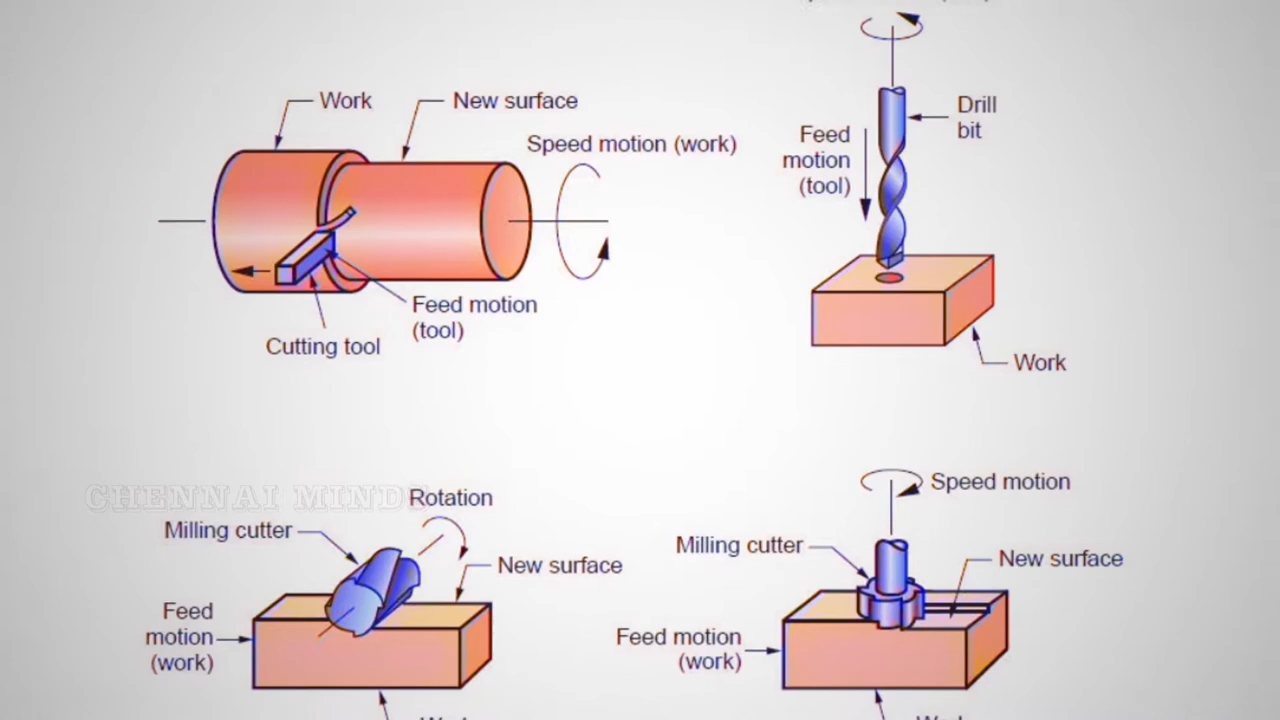 Work
New surface
Speed motion (work)
Feed motion
(tool)
Cutting tool
Drill
bit
Feed
motion
(tool)
Work
CHENNAI MINDS
Rotation
Milling cutter
New surface
Feed
motion
(work)
Speed motion
Milling cutter
New surface
Feed motion
(work)